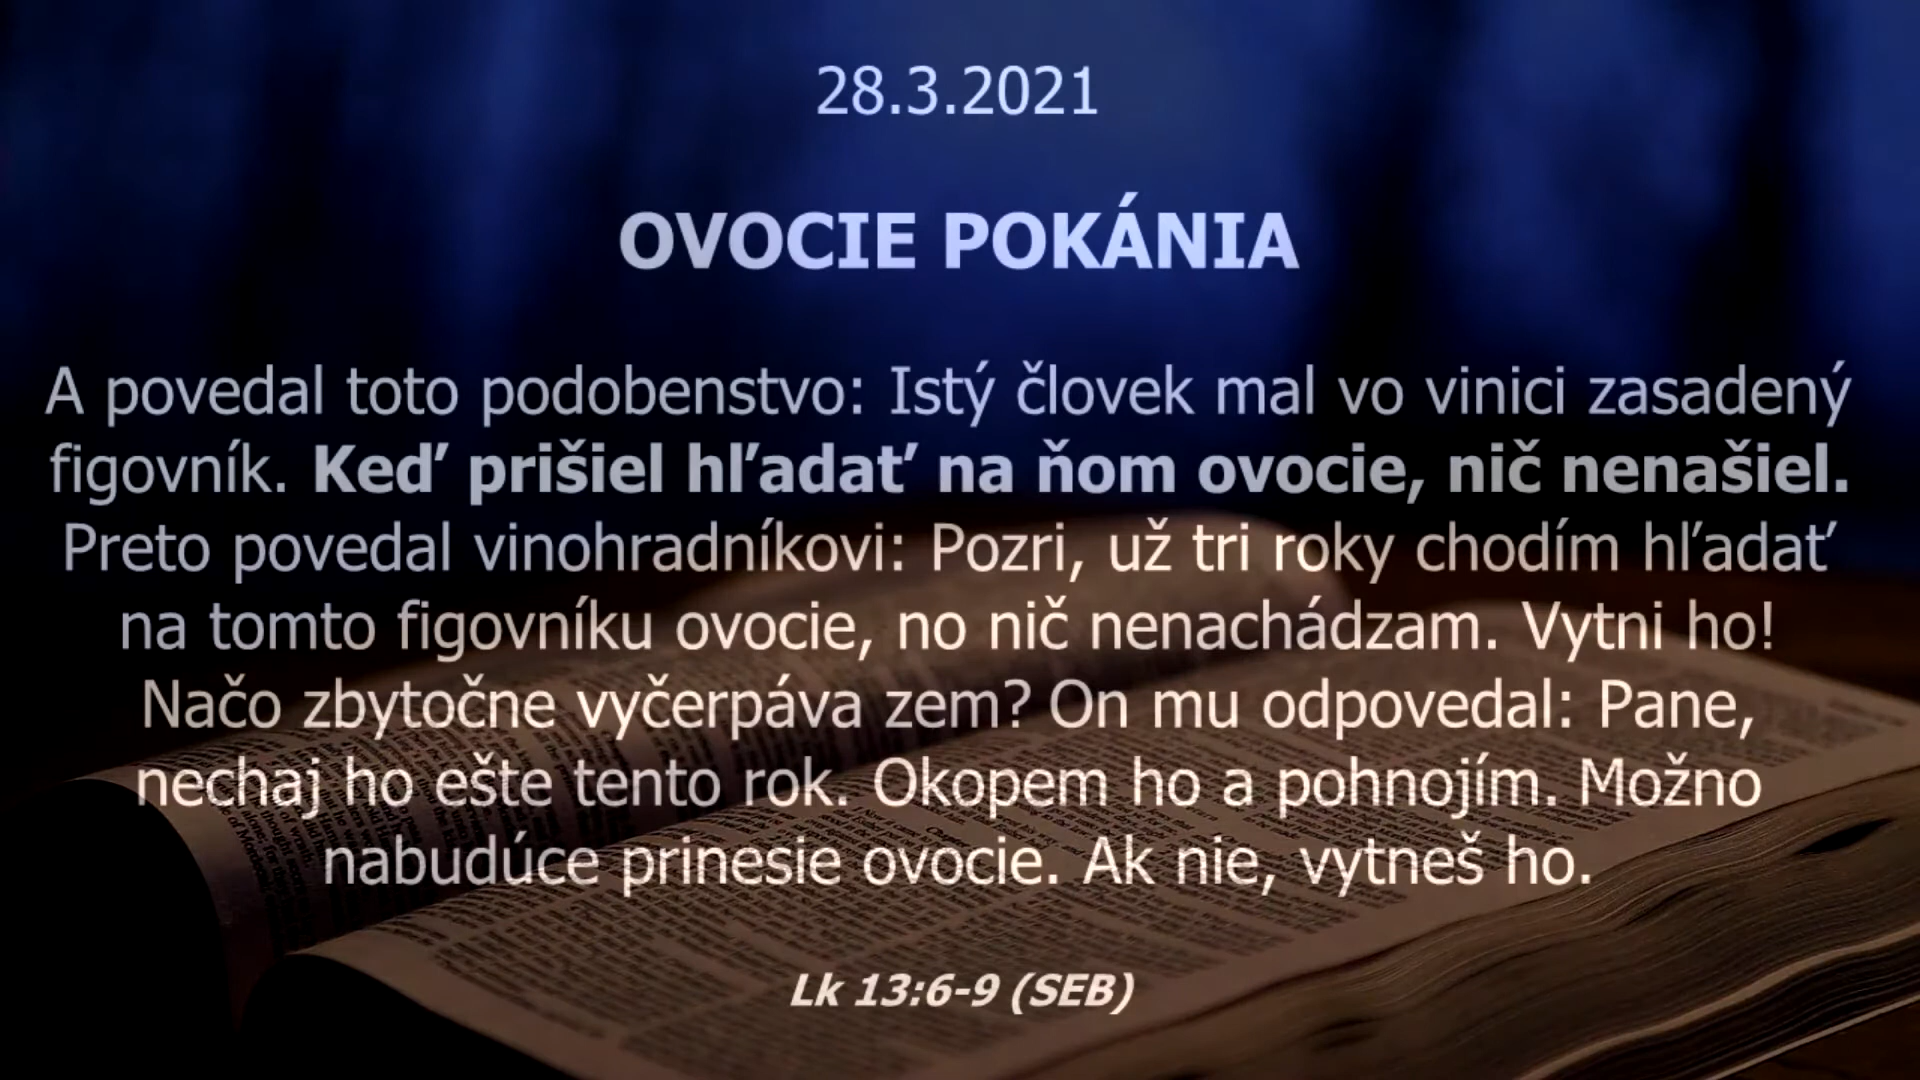 28.3.2021
OVOCIE POKÁNIA
A povedal toto podobenstvo: Istý človek mal vo vinici zasadený
figovník. Keď prišiel hľadať na ňom ovocie, nič nenašiel.
Preto povedal vinohradníkovi: Pozri, už tri roky chodím hľadať
na tomto figovníku ovocie, no nič nenachádzam. Vytni ho!
Načo zbytočne vyčerpáva zem? On mu odpovedal: Pane,
nechaj ho ešte tento rok. Okopem ho a pohnojím. Možno
nabudúce prinesie ovocie. Ak nie, vytneš ho.
Lk 13:6-9 (SEB)